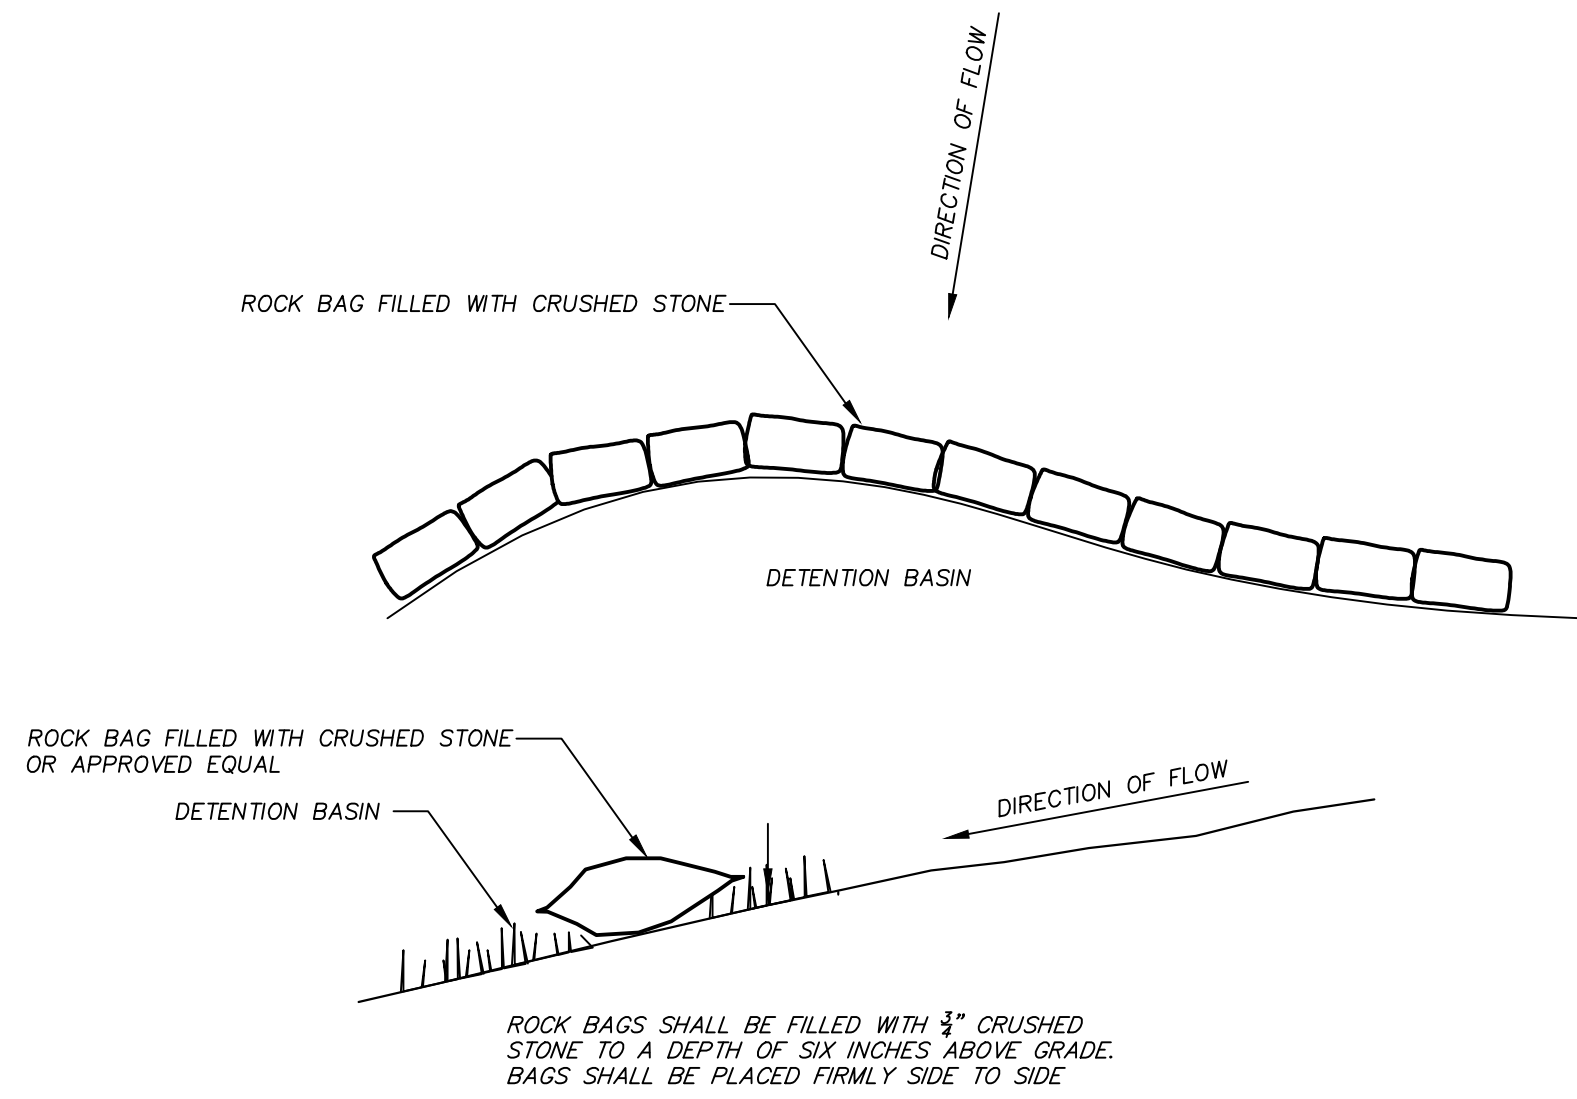 DIRECTION OF FLOW
ROCK BAG FILLED WITH CRUSHED STONE
DETENTION BASIN
ROCK BAG FILLED WITH CRUSHED STONE
OR APPROVED EQUAL
DIRECTION OF FLOW
DETENTION BASIN
ROCK BAGS SHALL BE FILLED WITH ¾" CRUSHED
STONE TO A DEPTH OF SIX INCHES ABOVE GRADE.
BAGS SHALL BE PLACED FIRMLY SIDE TO SIDE